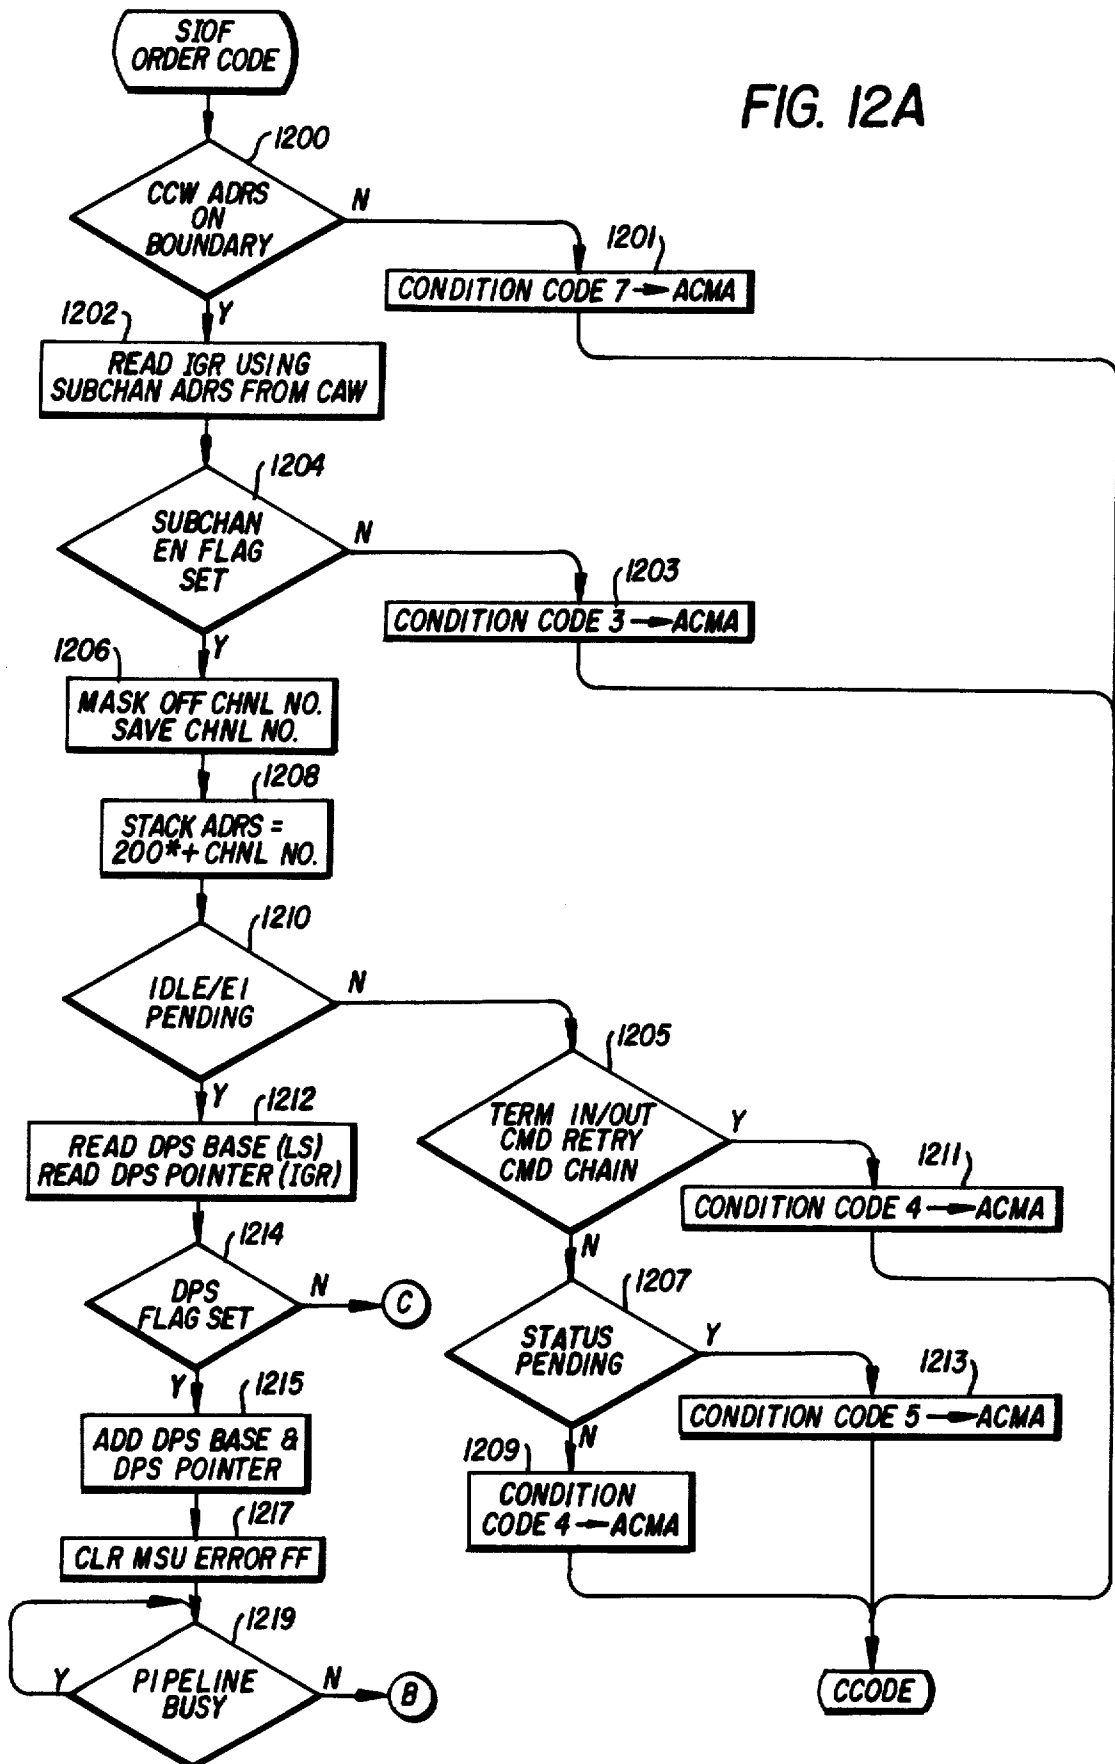 SIOF
ORDER CODE
FIG. 12A
1200
CCW ADRS
ON
BOUNDARY
N
Y
1201
CONDITION CODE 7 → ACMA
1202
READ IGR USING
SUBCHAN ADRS FROM CAW
1204
SUBCHAN
EN FLAG
SET
N
Y
1203
CONDITION CODE 3 → ACMA
1206
MASK OFF CHNL NO.
SAVE CHNL NO.
1208
STACK ADRS =
200*+ CHNL NO.
1210
IDLE/EI
PENDING
N
Y
1205
TERM IN/OUT
CMD RETRY
CMD CHAIN
Y
N
1211
CONDITION CODE 4 → ACMA
1212
READ DPS BASE (LS)
READ DPS POINTER (IGR)
1214
DPS
FLAG SET
N
C
Y
1207
STATUS
PENDING
Y
N
1213
CONDITION CODE 5 → ACMA
1215
ADD DPS BASE &
DPS POINTER
1209
CONDITION
CODE 4 → ACMA
1217
CLR MSU ERROR FF
1219
PIPELINE
BUSY
Y
N
B
CCODE